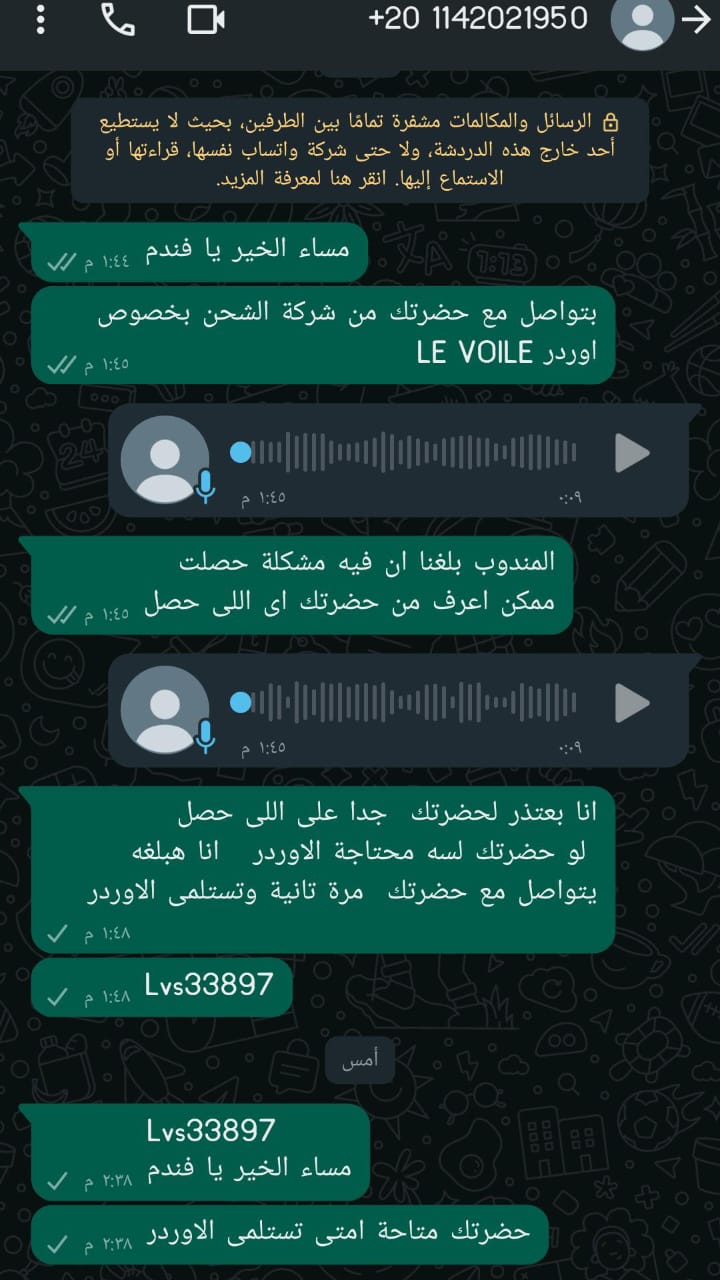 +20 1142021950
الرسائل والمكالمات مشفرة تمامًا بين الطرفين، بحيث لا يستطيع
أحد خارج هذه الدردشة، ولا حتى شركة واتساب نفسها، قراءتها أو
الاستماع إليها. انقر هنا لمعرفة المزيد.
مساء الخير يا فندم
١:٤٤ م
بتواصل مع حضرتك من شركة الشحن بخصوص
اوردر LE VOILE
١:٤٥ م
٠:٠٩
١:٤٥ م
المندوب بلغنا ان فيه مشكلة حصلت
ممكن اعرف من حضرتك اى اللى حصل
١:٤٥ م
٠:٠٩
١:٤٥ م
انا بعتذر لحضرتك جدا على اللى حصل
لو حضرتك لسه محتاجة الاوردر انا هبلغه
يتواصل مع حضرتك مرة تانية وتستلمى الاوردر
١:٤٨ م
Lvs33897
١:٤٨ م
أمس
Lvs33897
مساء الخير يا فندم
٢:٣٨ م
حضرتك متاحة امتى تستلمى الاوردر
٢:٣٨ م